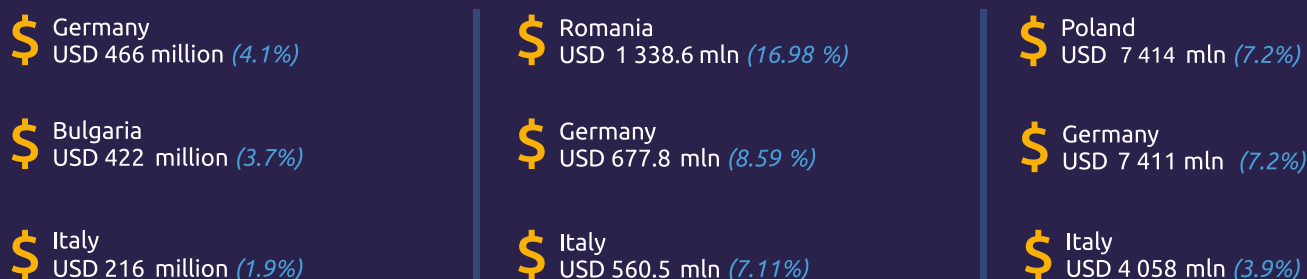 Germany
USD 466 million (4.1%)
Bulgaria
USD 422 million (3.7%)
Italy
USD 216 million (1.9%)
Romania
USD 1 338.6 mln (16.98 %)
Germany
USD 677.8 mln (8.59 %)
Italy
USD 560.5 mln (7.11%)
Poland
USD 7 414 mln (7.2%)
Germany
USD 7 411 mln (7.2%)
Italy
USD 4 058 mln (3.9%)